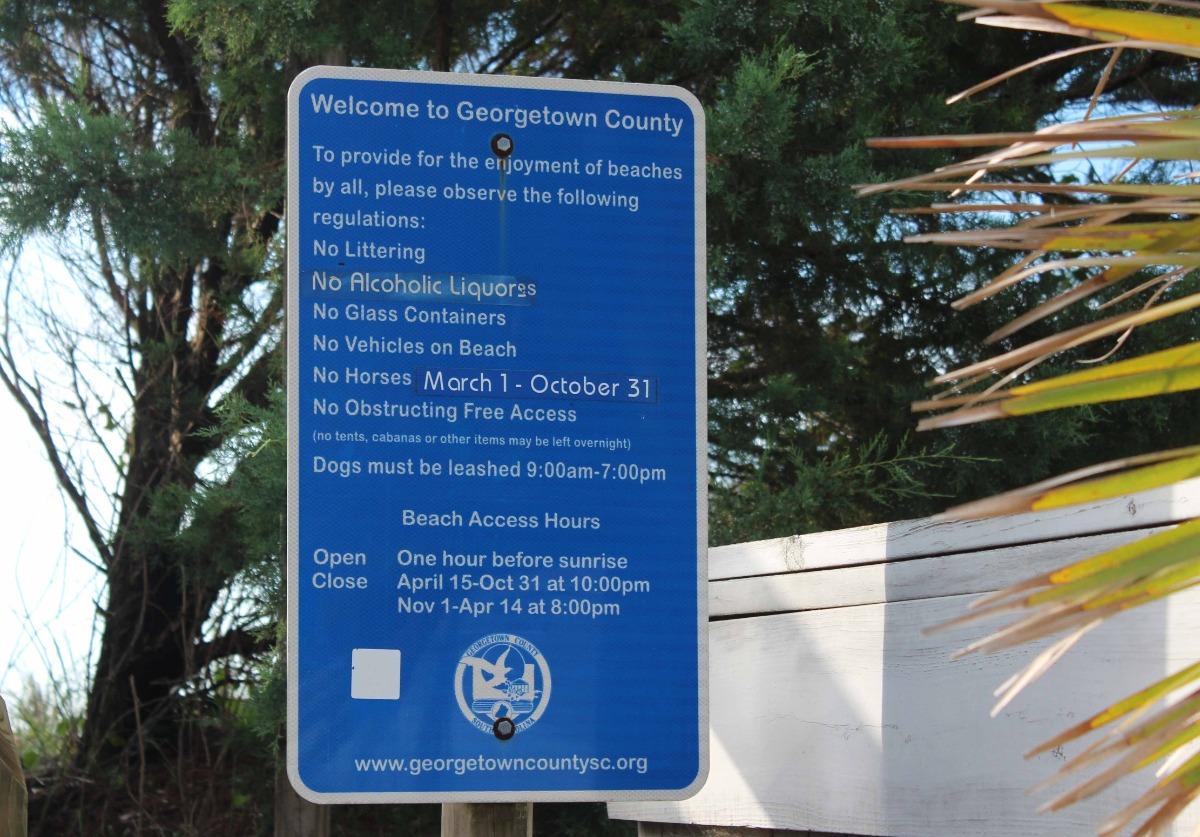 Welcome to Georgetown County
To provide for the enjoyment of beaches
by all, please observe the following
regulations:
No Littering
No Alcoholic Liquors
No Glass Containers
No Vehicles on Beach
No Horses March 1 - October 31
No Obstructing Free Access
(no tents, cabanas or other items may be left overnight)
Dogs must be leashed 9:00am-7:00pm
Beach Access Hours
Open One hour before sunrise
Close April 15-Oct 31 at 10:00pm
Nov 1-Apr 14 at 8:00pm
GEORGETOWN COUNTY
www.georgetowncountysc.org